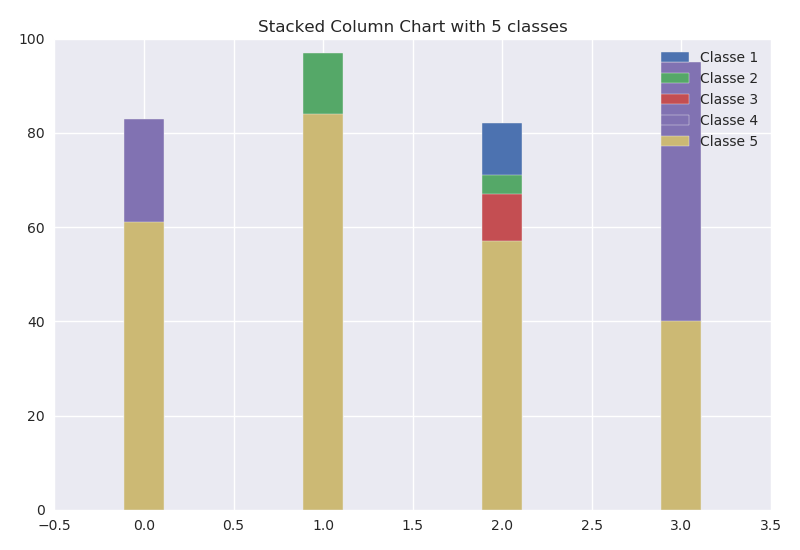 Stacked Column Chart with 5 classes
100
80
60
40
20
0
−0.5 0.0 0.5 1.0 1.5 2.0 2.5 3.0 3.5
Classe 1
Classe 2
Classe 3
Classe 4
Classe 5